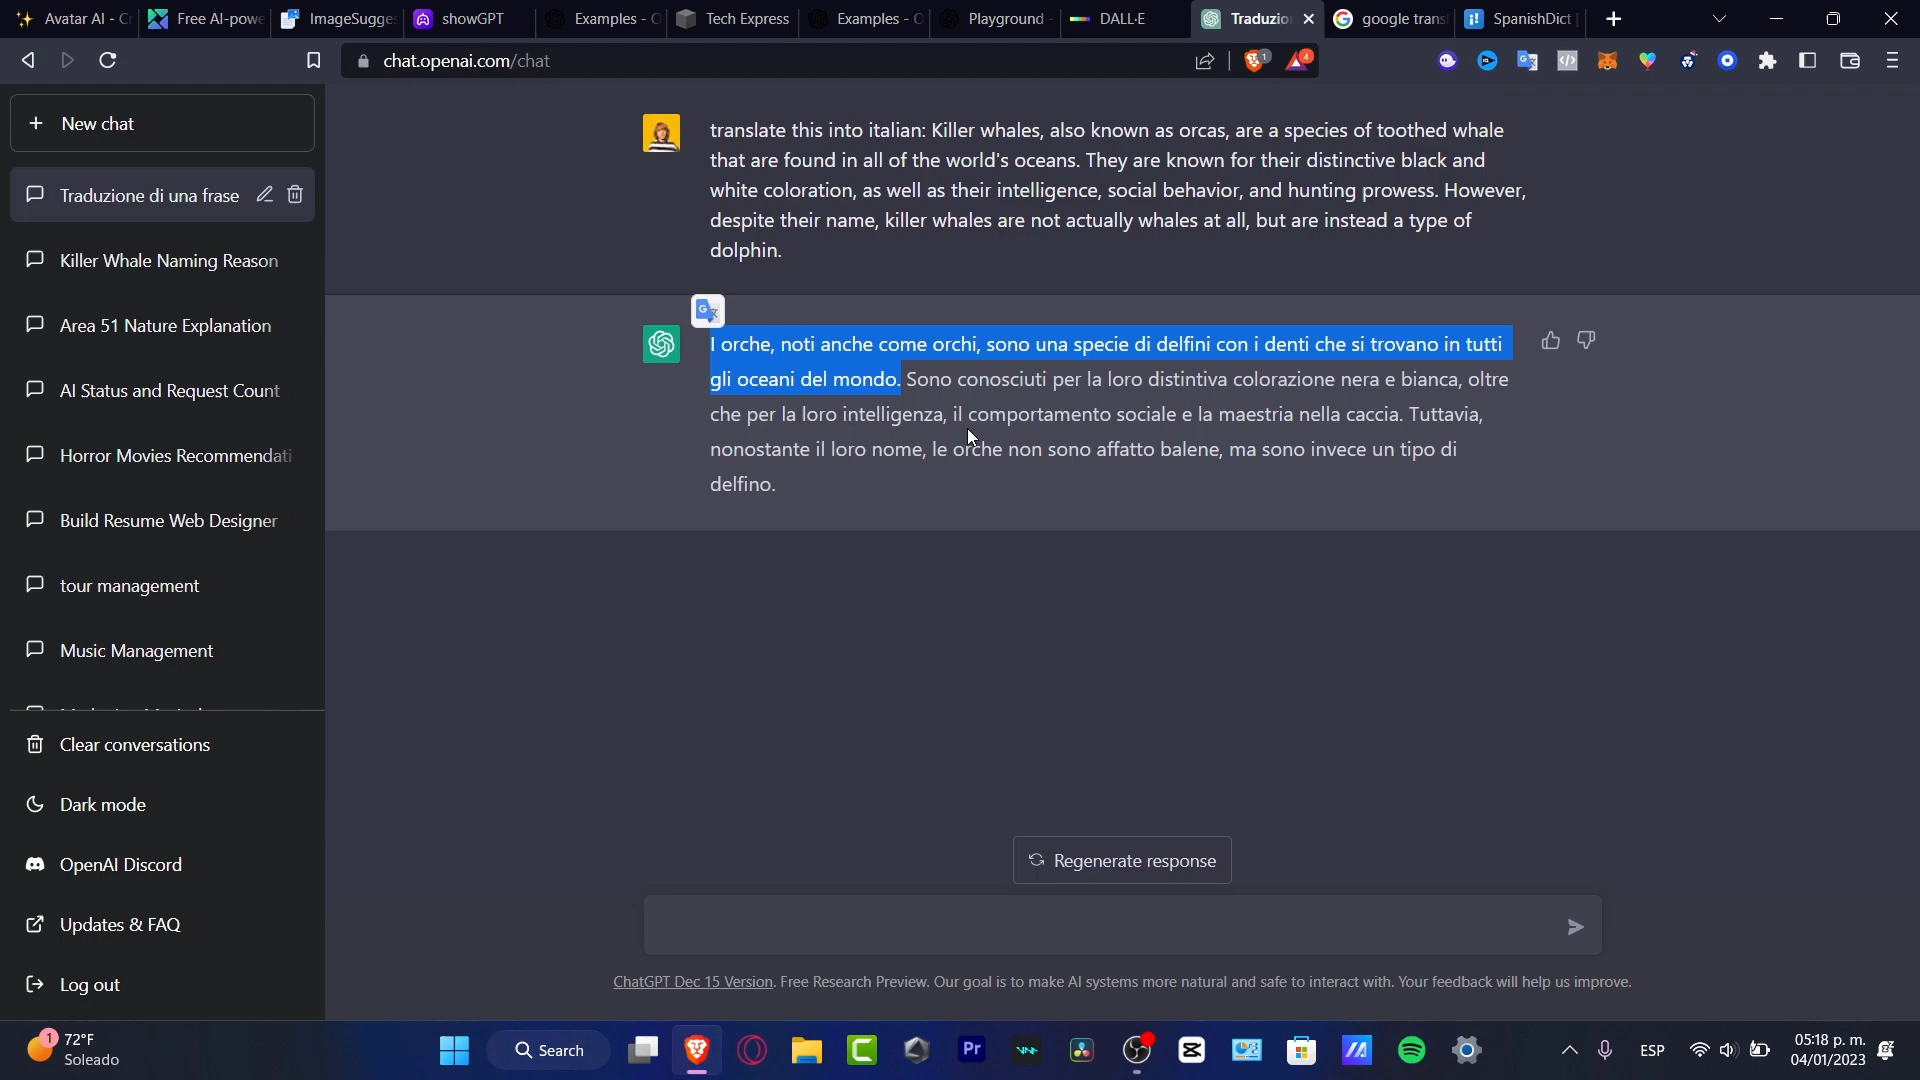 Avatar AI - Cr
Free AI-powe
ImageSugges
showGPT
Examples - O
Tech Express
Examples - O
Playground -
DALL·E
Traduzio
google trans
SpanishDict
chat.openai.com/chat
1
4
New chat
Traduzione di una frase
Killer Whale Naming Reason
Area 51 Nature Explanation
AI Status and Request Count
Horror Movies Recommendati
Build Resume Web Designer
tour management
Music Management
Clear conversations
Dark mode
OpenAI Discord
Updates & FAQ
Log out
translate this into italian: Killer whales, also known as orcas, are a species of toothed whale
that are found in all of the world's oceans. They are known for their distinctive black and
white coloration, as well as their intelligence, social behavior, and hunting prowess. However,
despite their name, killer whales are not actually whales at all, but are instead a type of
dolphin.
I orche, noti anche come orchi, sono una specie di delfini con i denti che si trovano in tutti
gli oceani del mondo. Sono conosciuti per la loro distintiva colorazione nera e bianca, oltre
che per la loro intelligenza, il comportamento sociale e la maestria nella caccia. Tuttavia,
nonostante il loro nome, le orche non sono affatto balene, ma sono invece un tipo di
delfino.
Regenerate response
ChatGPT Dec 15 Version. Free Research Preview. Our goal is to make AI systems more natural and safe to interact with. Your feedback will help us improve.
1
72°F
Soleado
Search
Pr
ESP
05:18 p. m.
04/01/2023